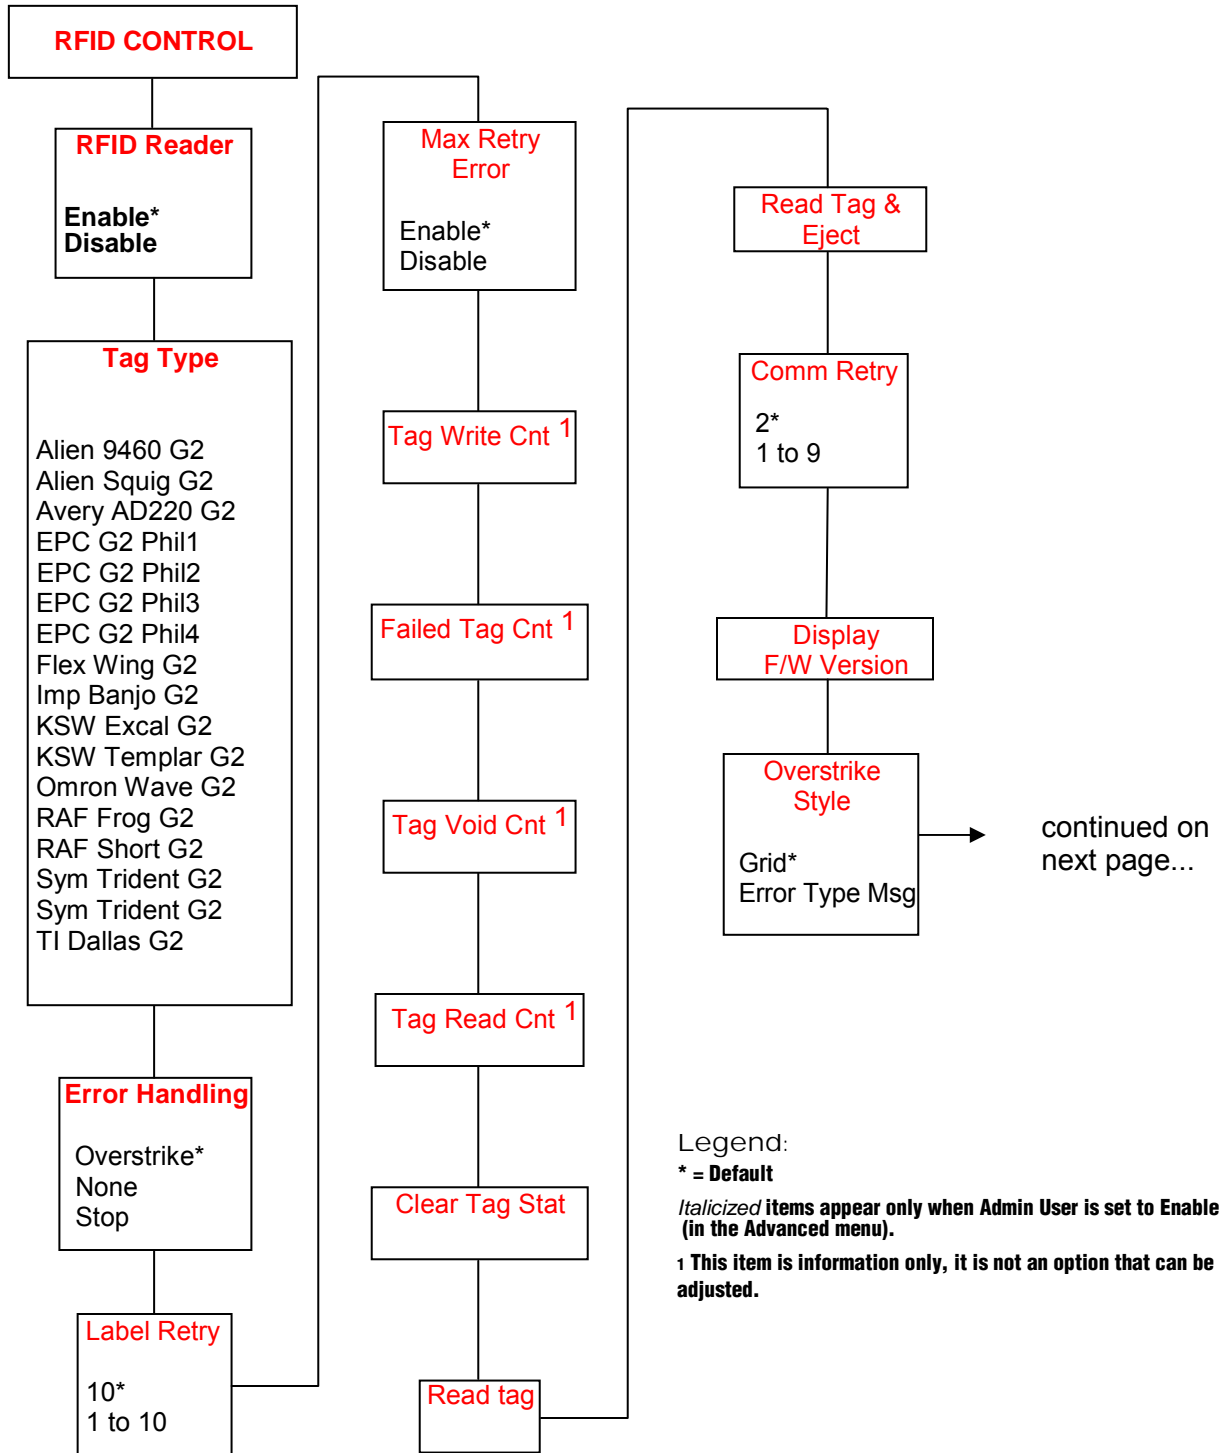 RFID CONTROL
RFID Reader
Enable*
Disable
Tag Type
Alien 9460 G2
Alien Squig G2
Avery AD220 G2
EPC G2 Phil1
EPC G2 Phil2
EPC G2 Phil3
EPC G2 Phil4
Flex Wing G2
Imp Banjo G2
KSW Excal G2
KSW Templar G2
Omron Wave G2
RAF Frog G2
RAF Short G2
Sym Trident G2
Sym Trident G2
TI Dallas G2
Error Handling
Overstrike*
None
Stop
Label Retry
10*
1 to 10
Max Retry
Error
Enable*
Disable
Tag Write Cnt 1
Failed Tag Cnt 1
Tag Void Cnt 1
Tag Read Cnt 1
Clear Tag Stat
Read tag
Read Tag &
Eject
Comm Retry
2*
1 to 9
Display
F/W Version
Overstrike
Style
Grid*
Error Type Msg
continued on
next page...
Legend:
* = Default
Italicized items appear only when Admin User is set to Enable
(in the Advanced menu).
1 This item is information only, it is not an option that can be
adjusted.